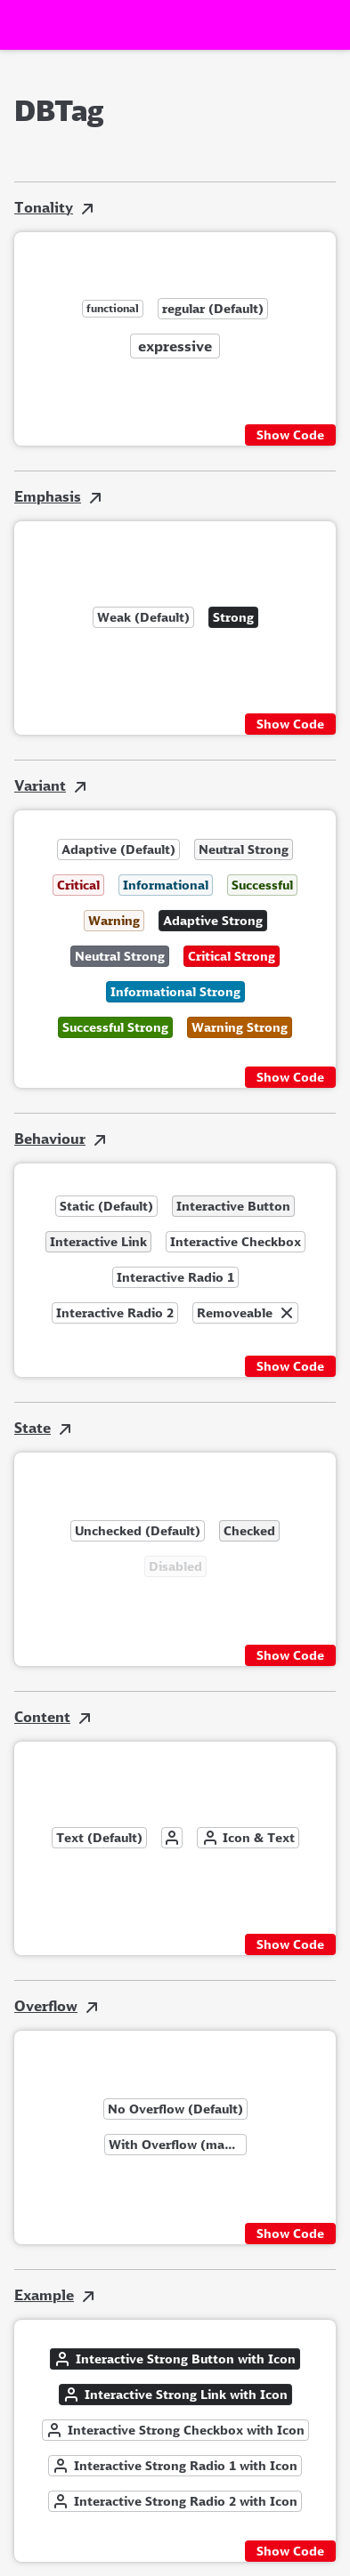 DBTag
Tonality
functional
regular (Default)
expressive
Show Code
Emphasis
Weak (Default)
Strong
Show Code
Variant
Adaptive (Default)
Neutral Strong
Critical
Informational
Successful
Warning
Adaptive Strong
Neutral Strong
Critical Strong
Informational Strong
Successful Strong
Warning Strong
Show Code
Behaviour
Static (Default)
Interactive Button
Interactive Link
Interactive Checkbox
Interactive Radio 1
Interactive Radio 2
Removeable
Show Code
State
Unchecked (Default)
Checked
Disabled
Show Code
Content
Text (Default)
Icon & Text
Show Code
Overflow
No Overflow (Default)
With Overflow (ma...
Show Code
Example
Interactive Strong Button with Icon
Interactive Strong Link with Icon
Interactive Strong Checkbox with Icon
Interactive Strong Radio 1 with Icon
Interactive Strong Radio 2 with Icon
Show Code